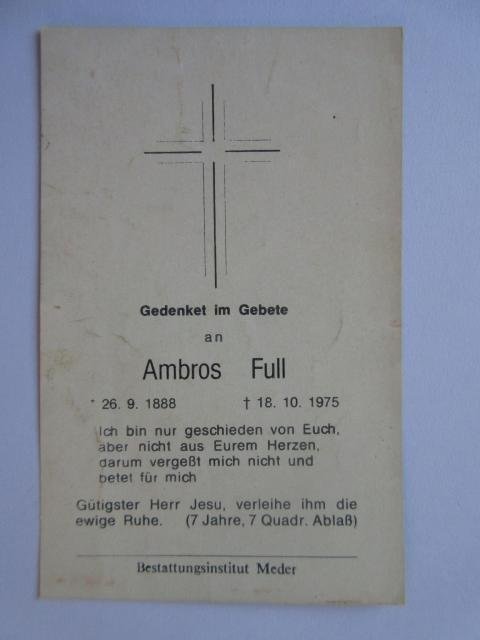 Gedenket im Gebete
an
Ambros Full
* 26. 9. 1888 † 18. 10. 1975
Ich bin nur geschieden von Euch,
aber nicht aus Eurem Herzen,
darum vergeßt mich nicht und
betet für mich
Gütigster Herr Jesu, verleihe ihm die
ewige Ruhe. (7 Jahre, 7 Quadr. Ablaß)
Bestattungsinstitut Meder